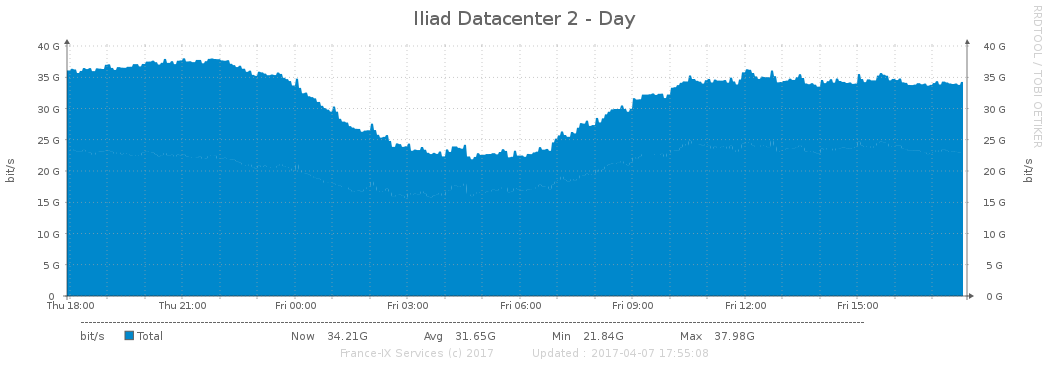 Iliad Datacenter 2 - Day
RRDTOOL / TOBI OETIKER
40 G 40 G
35 G 35 G
30 G 30 G
25 G 25 G
20 G 20 G
15 G 15 G
10 G 10 G
5 G 5 G
0 0 G
bit/s bit/s
Thu 18:00 Thu 21:00 Fri 00:00 Fri 03:00 Fri 06:00 Fri 09:00 Fri 12:00 Fri 15:00
bit/s Total Now 34.21G Avg 31.65G Min 21.84G Max 37.98G
France-IX Services (c) 2017 Updated : 2017-04-07 17:55:08